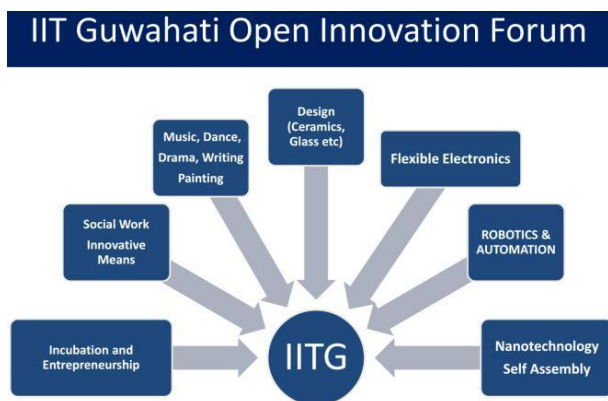 IIT Guwahati Open Innovation Forum
Design
(Ceramics,
Glass etc)
Music, Dance,
Drama, Writing
Painting
Flexible Electronics
Social Work
Innovative
Means
ROBOTICS &
AUTOMATION
Incubation and
Entrepreneurship
IITG
Nanotechnology
Self Assembly